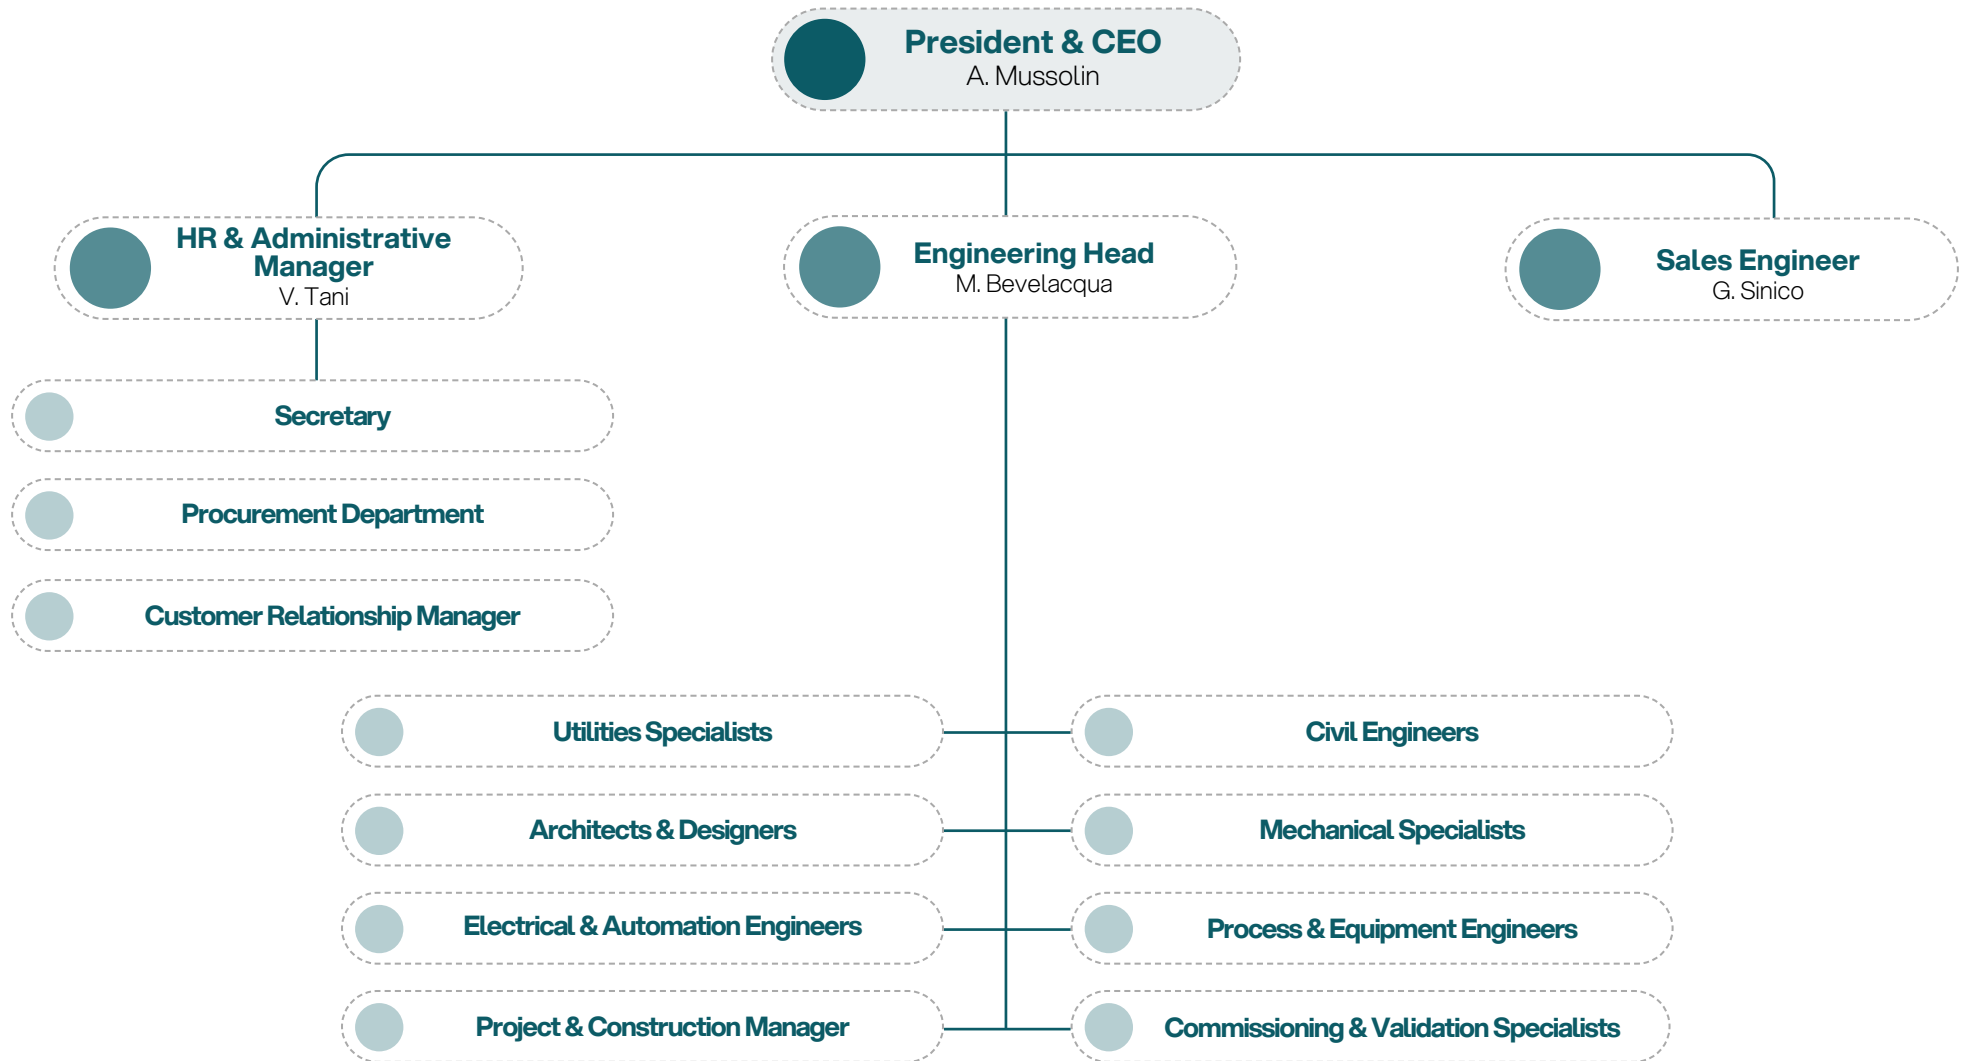 President & CEO
A. Mussolin
HR & Administrative
Manager
V. Tani
Engineering Head
M. Bevelacqua
Sales Engineer
G. Sinico
Secretary
Procurement Department
Customer Relationship Manager
Utilities Specialists
Civil Engineers
Architects & Designers
Mechanical Specialists
Electrical & Automation Engineers
Process & Equipment Engineers
Project & Construction Manager
Commissioning & Validation Specialists